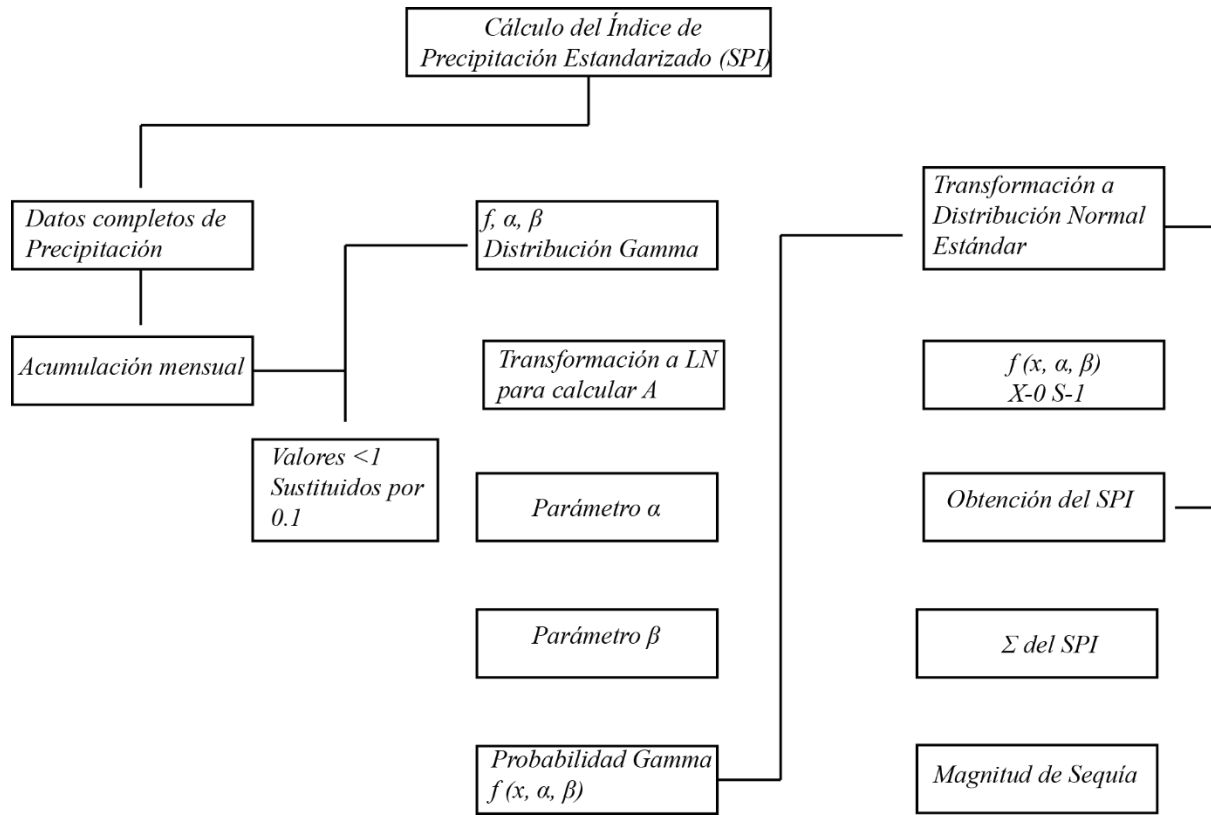 Cálculo del Índice de
Precipitación Estandarizado (SPI)
Datos completos de
Precipitación
Acumulación mensual
Valores <1
Sustituidos por
0.1
f, α, β
Distribución Gamma
Transformación a LN
para calcular A
Parámetro α
Parámetro β
Probabilidad Gamma
f (x, α, β)
Transformación a
Distribución Normal
Estándar
f (x, α, β)
X-0 S-1
Obtención del SPI
Σ del SPI
Magnitud de Sequía